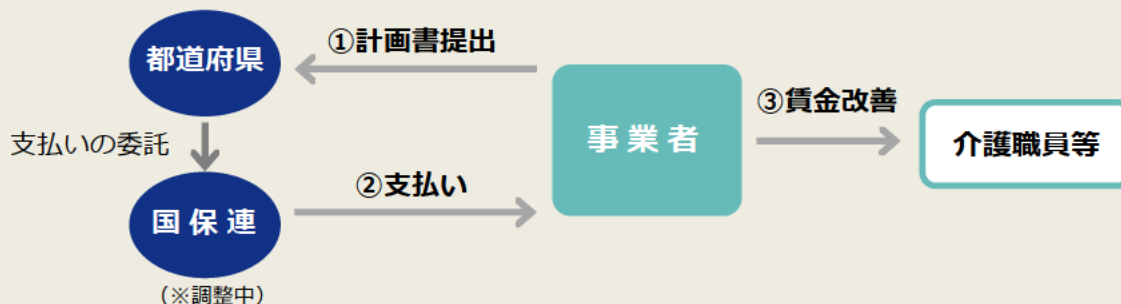 ①計画書提出
都道府県
③賃金改善
事業者
介護職員等
支払いの委託
②支払い
国保連
(※調整中)